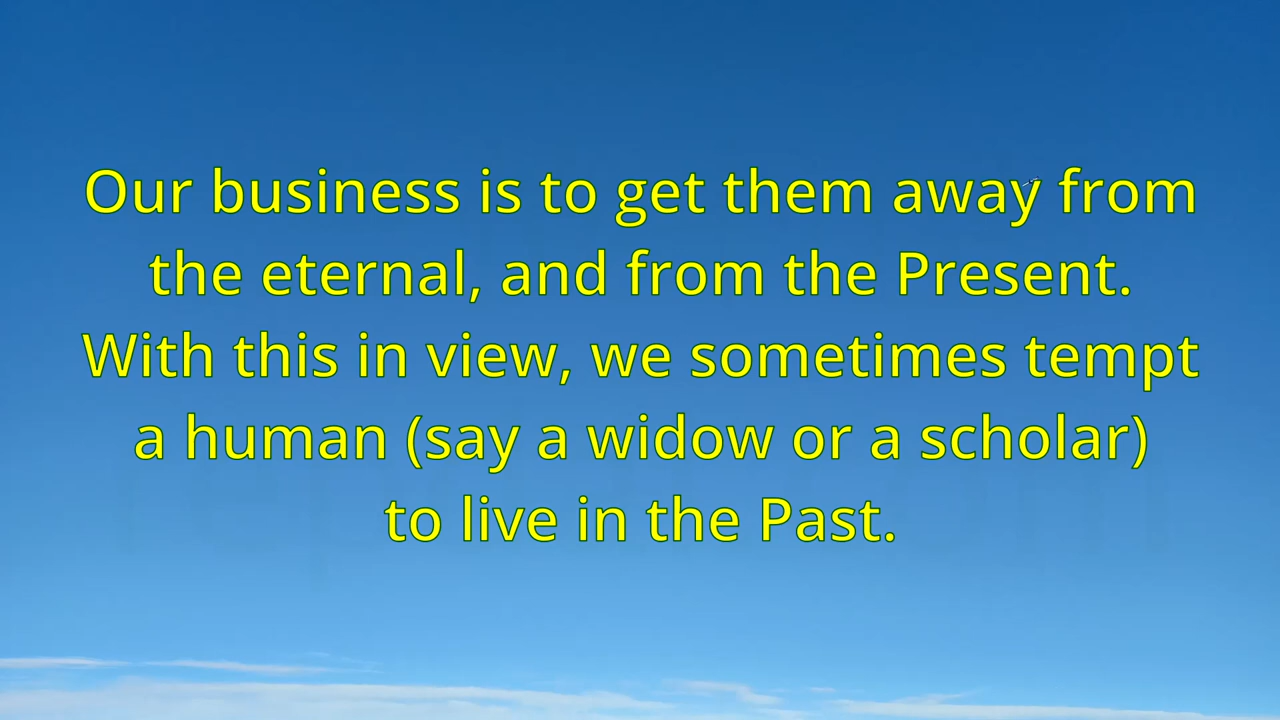 Our business is to get them away from
the eternal, and from the Present.
With this in view, we sometimes tempt
a human (say a widow or a scholar)
to live in the Past.